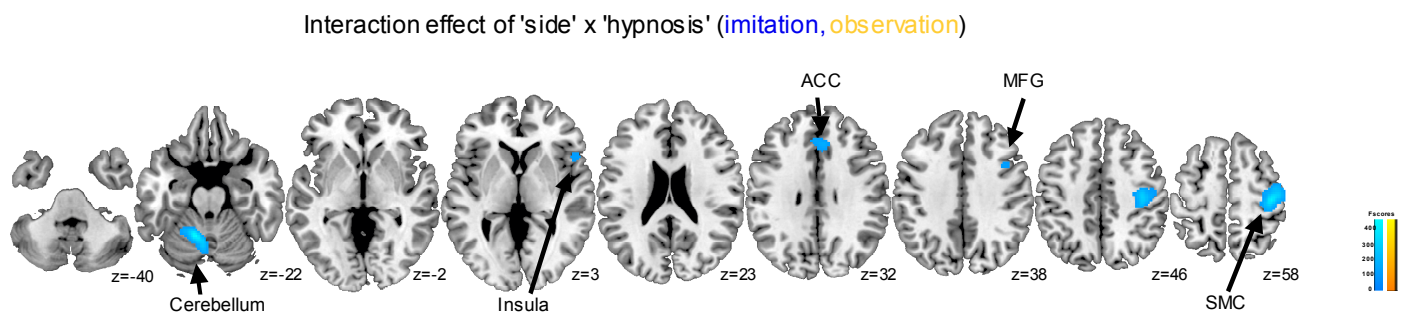 Interaction effect of 'side' x 'hypnosis' (imitation, observation)
ACC
MFG
z=-40
z=-22
z=-2
z=3
z=23
z=32
z=38
z=46
z=58
Cerebellum
Insula
SMC
Fscores
400
300
200
100
0